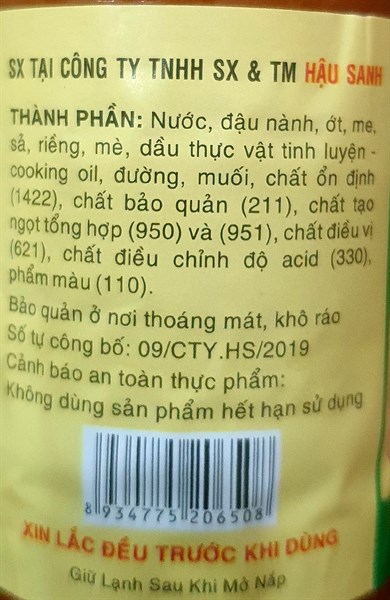 SX TẠI CÔNG TY TNHH SX & TM HẬU SANH
THÀNH PHẦN: Nước, đậu nành, ớt, me,
sả, riềng, mè, dầu thực vật tinh luyện -
cooking oil, đường, muối, chất ổn định
(1422), chất bảo quản (211), chất tạo
ngọt tổng hợp (950) và (951), chất điều vị
(621), chất điều chỉnh độ acid (330),
phẩm màu (110).
Bảo quản ở nơi thoáng mát, khô ráo
Số tự công bố: 09/CTY.HS/2019
Cảnh báo an toàn thực phẩm:
Không dùng sản phẩm hết hạn sử dụng
8 934775 206508
XIN LẮC ĐỀU TRƯỚC KHI DÙNG
Giữ Lạnh Sau Khi Mở Nắp